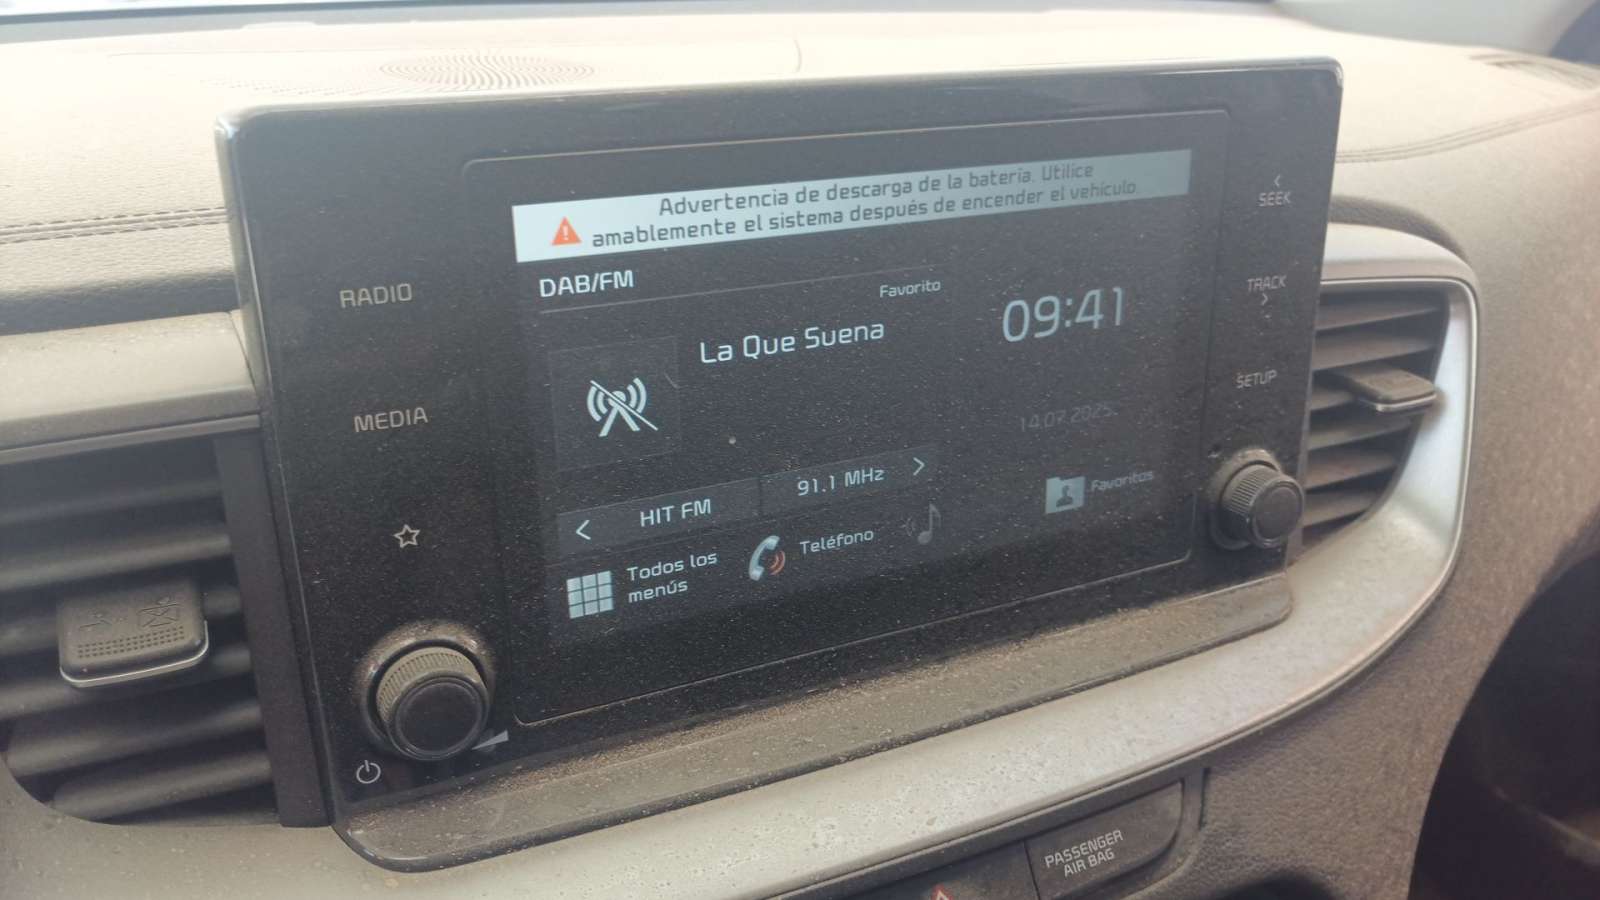 Advertencia de descarga de la batería. Utilice
amablemente el sistema después de encender el vehículo.
DAB/FM
Favorito
La Que Suena
09:41
14.07.2025
HIT FM
91.1 MHz
Todos los
menús
Teléfono
Favoritos
RADIO
MEDIA
SEEK
TRACK
SETUP
PASSENGER
AIR BAG